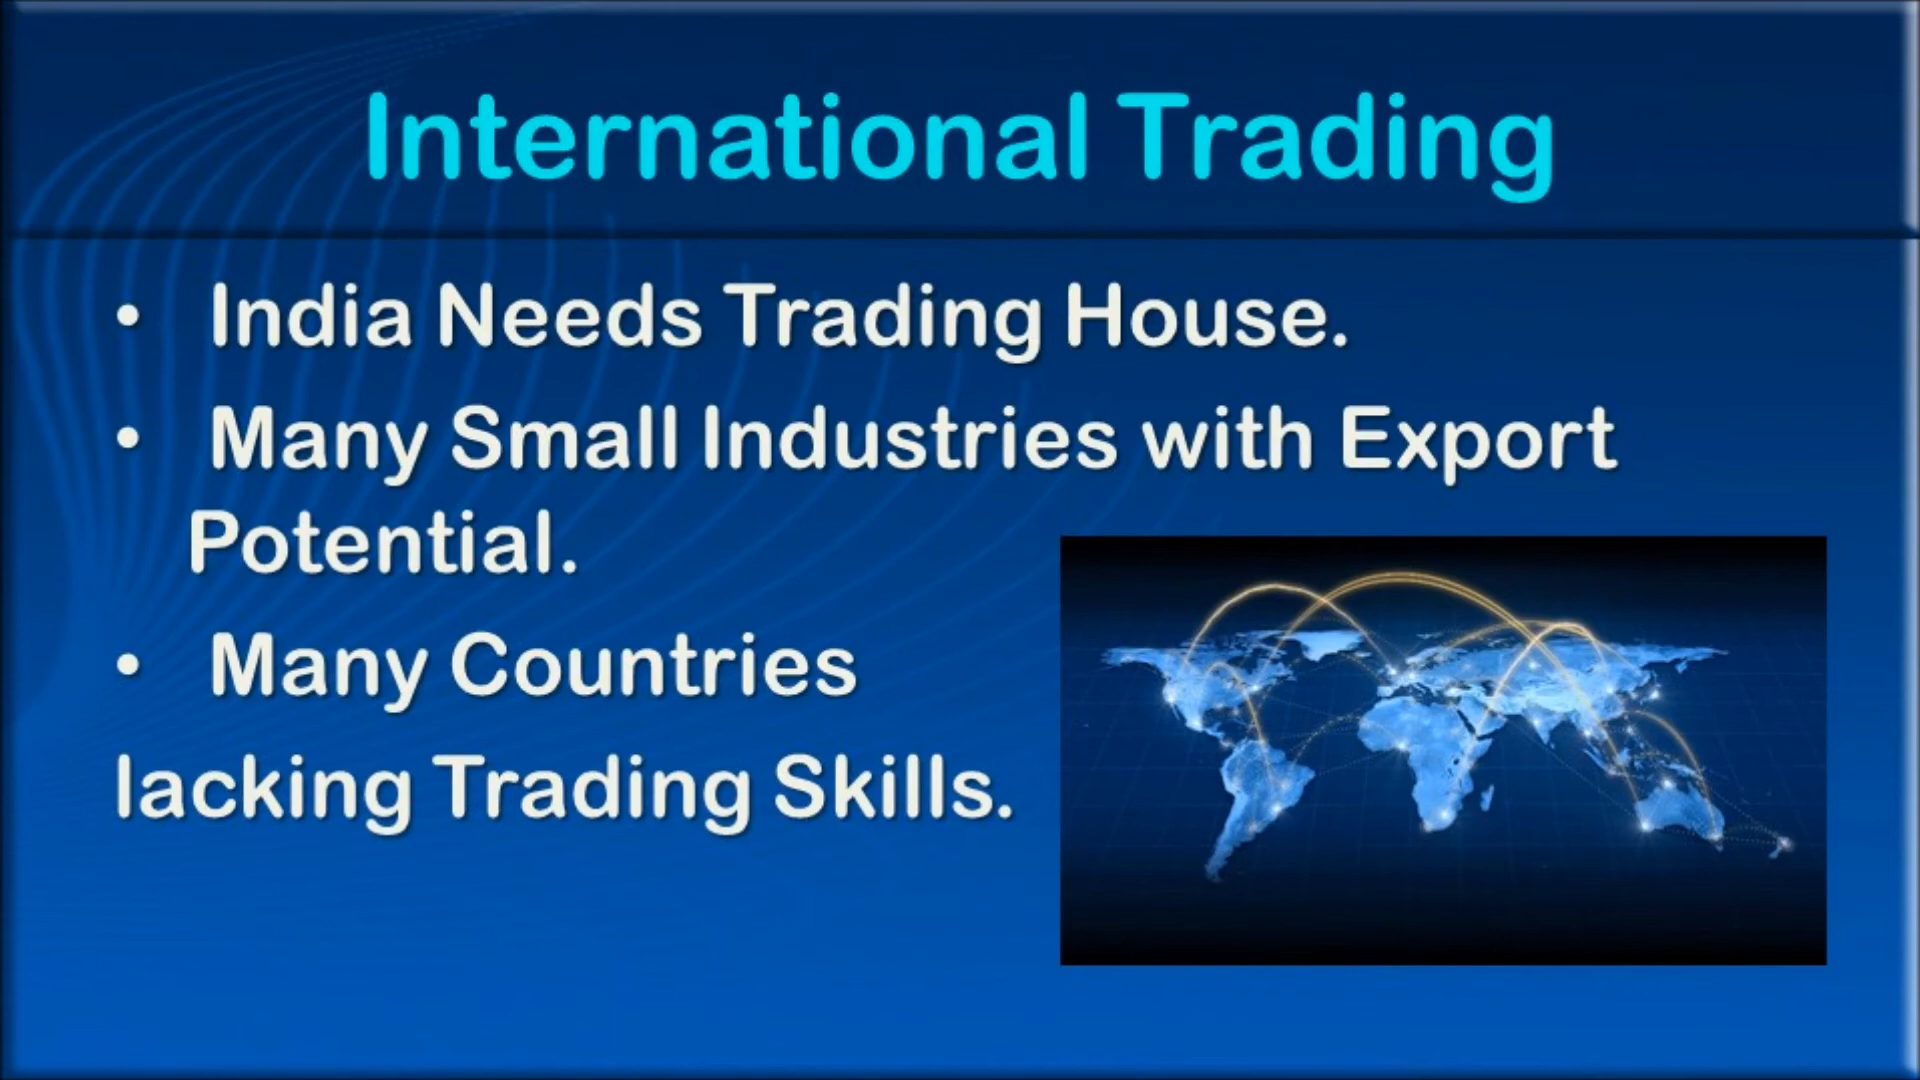 International Trading
• India Needs Trading House.
• Many Small Industries with Export
Potential.
• Many Countries
lacking Trading Skills.